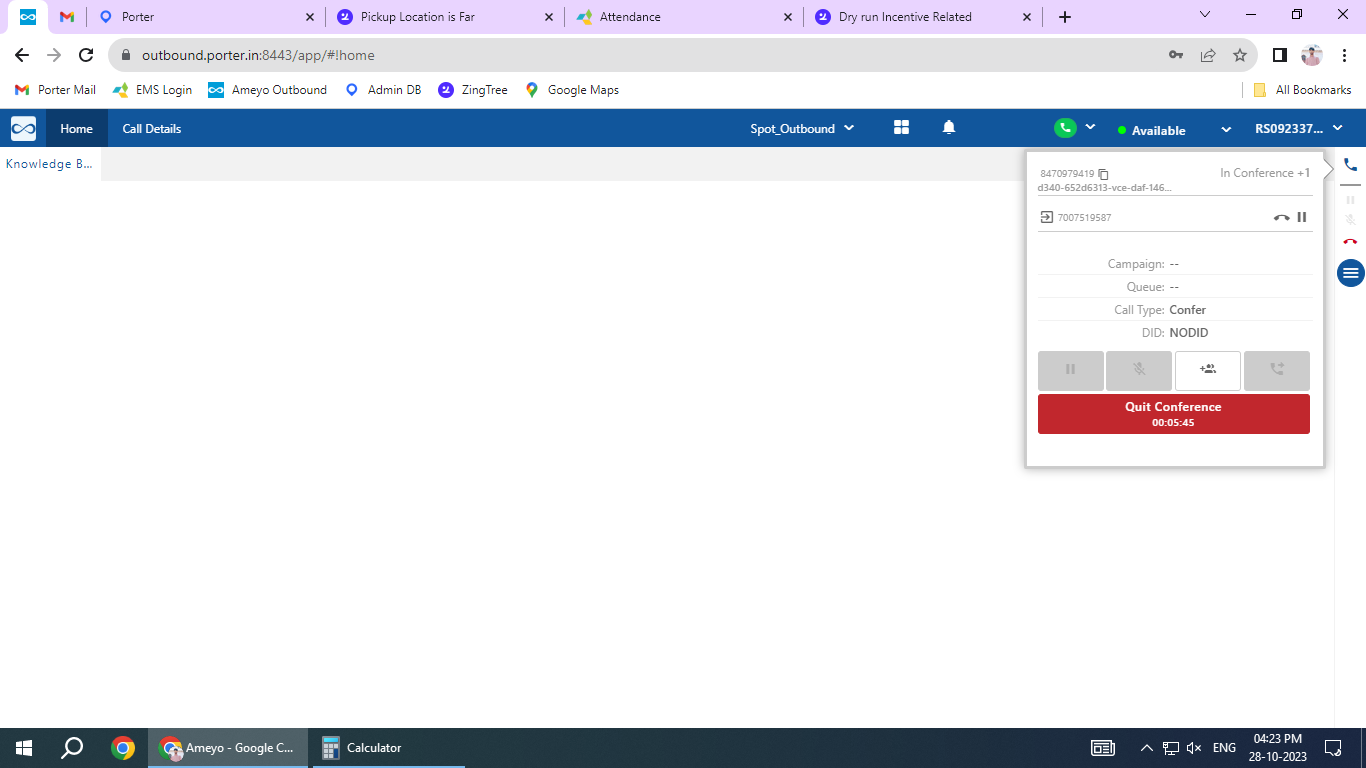 Porter
Pickup Location is Far
Attendance
Dry run Incentive Related
outbound.porter.in:8443/app/#!home
Porter Mail
EMS Login
Ameyo Outbound
Admin DB
ZingTree
Google Maps
All Bookmarks
Home
Call Details
Spot_Outbound
Available
RS092337...
Knowledge B...
8470979419
In Conference +1
d340-652d6313-vce-daf-146...
7007519587
Campaign: --
Queue: --
Call Type: Confer
DID: NODID
Quit Conference
00:05:45
Ameyo - Google C...
Calculator
ENG
04:23 PM
28-10-2023